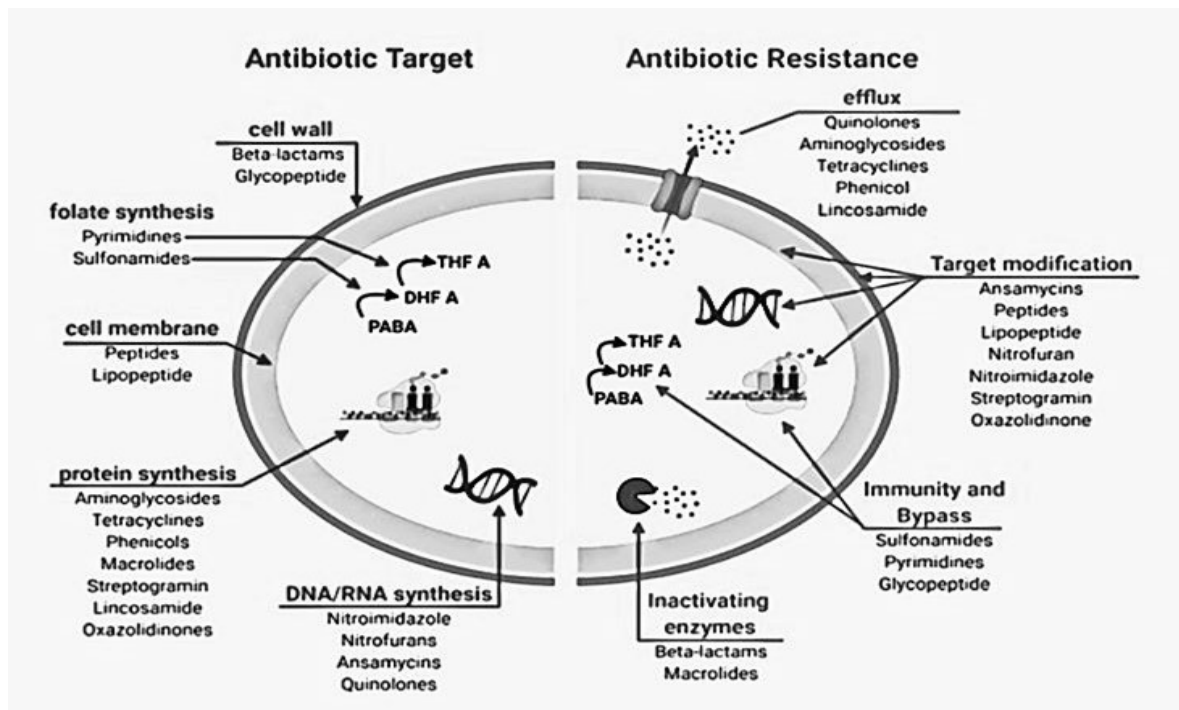 Antibiotic Target
cell wall
Beta-lactams
Glycopeptide
folate synthesis
Pyrimidines
Sulfonamides
THF A
DHF A
PABA
cell membrane
Peptides
Lipopeptide
protein synthesis
Aminoglycosides
Tetracyclines
Phenicols
Macrolides
Streptogramin
Lincosamide
Oxazolidinones
DNA/RNA synthesis
Nitroimidazole
Nitrofurans
Ansamycins
Quinolones
Antibiotic Resistance
efflux
Quinolones
Aminoglycosides
Tetracyclines
Phenicol
Lincosamide
Target modification
Ansamycins
Peptides
Lipopeptide
Nitrofuran
Nitroimidazole
Streptogramin
Oxazolidinone
THF A
DHF A
PABA
Immunity and
Bypass
Sulfonamides
Pyrimidines
Glycopeptide
Inactivating
enzymes
Beta-lactams
Macrolides